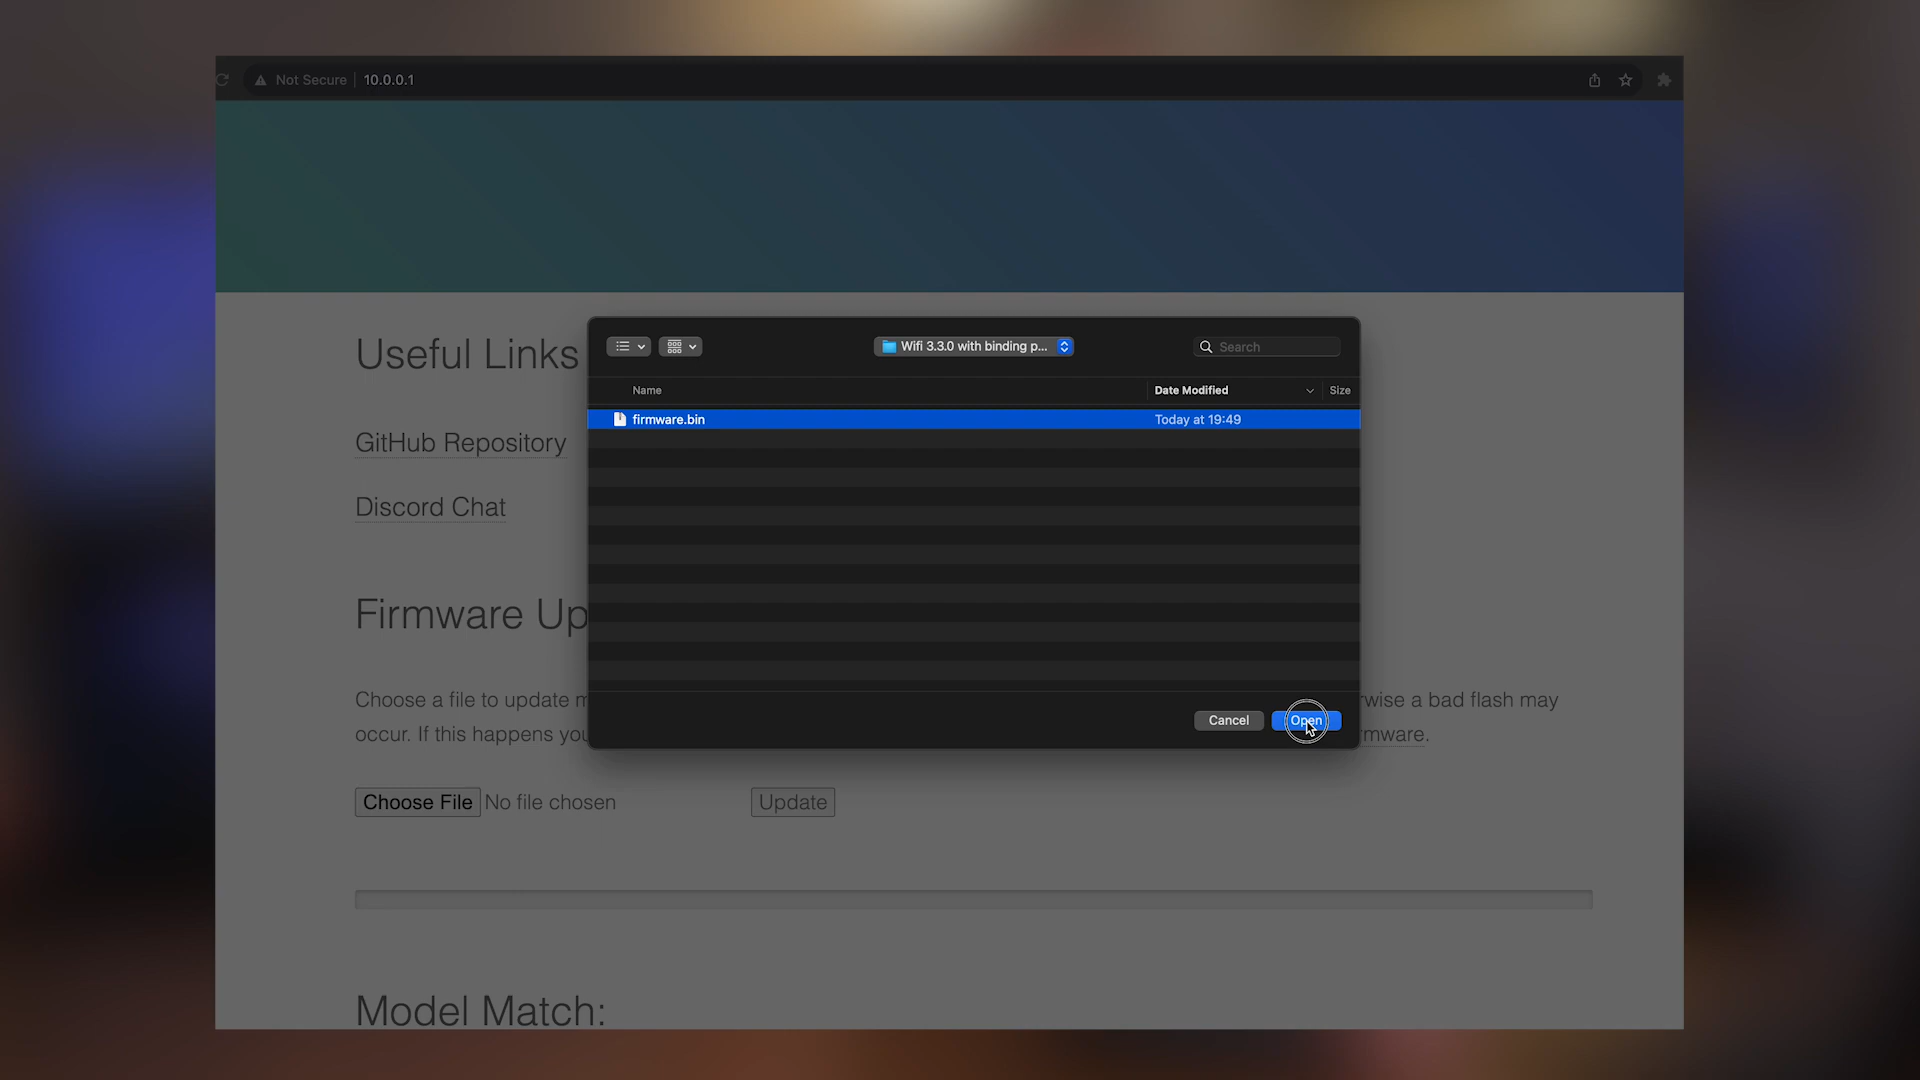 Not Secure | 10.0.0.1
Useful Links
GitHub Repository
Discord Chat
Wifi 3.3.0 with binding p...
Search
Name
Date Modified
Size
firmware.bin
Today at 19:49
Cancel
Open
Firmware Up
Choose a file to update
wise a bad flash may
occur. If this happens you
mware.
Choose File No file chosen
Update
Model Match: